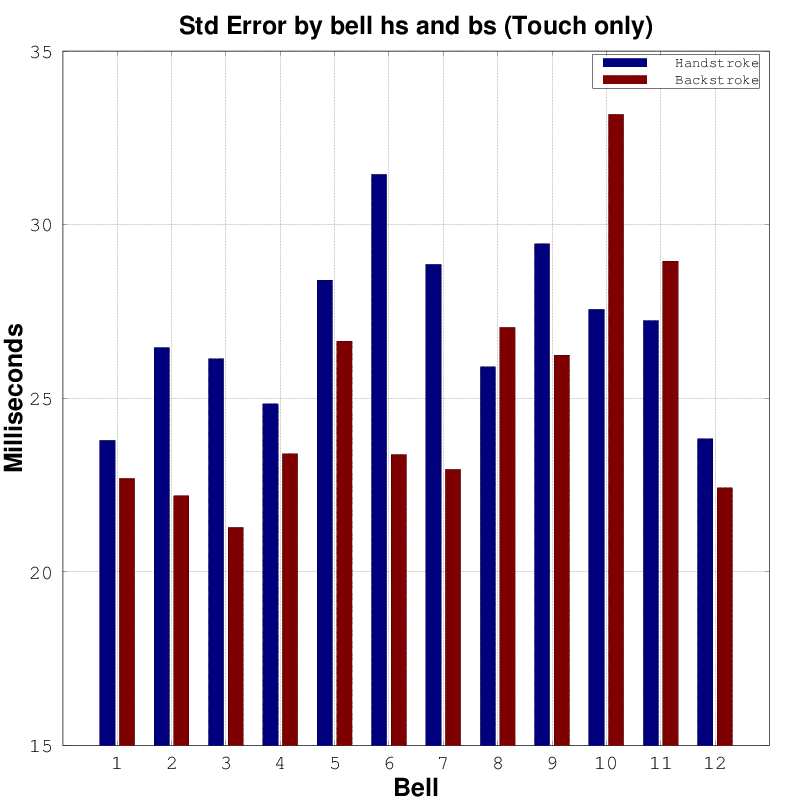 Std Error by bell hs and bs (Touch only)
Handstroke
Backstroke
35
30
25
20
15
Milliseconds
1 2 3 4 5 6 7 8 9 10 11 12
Bell